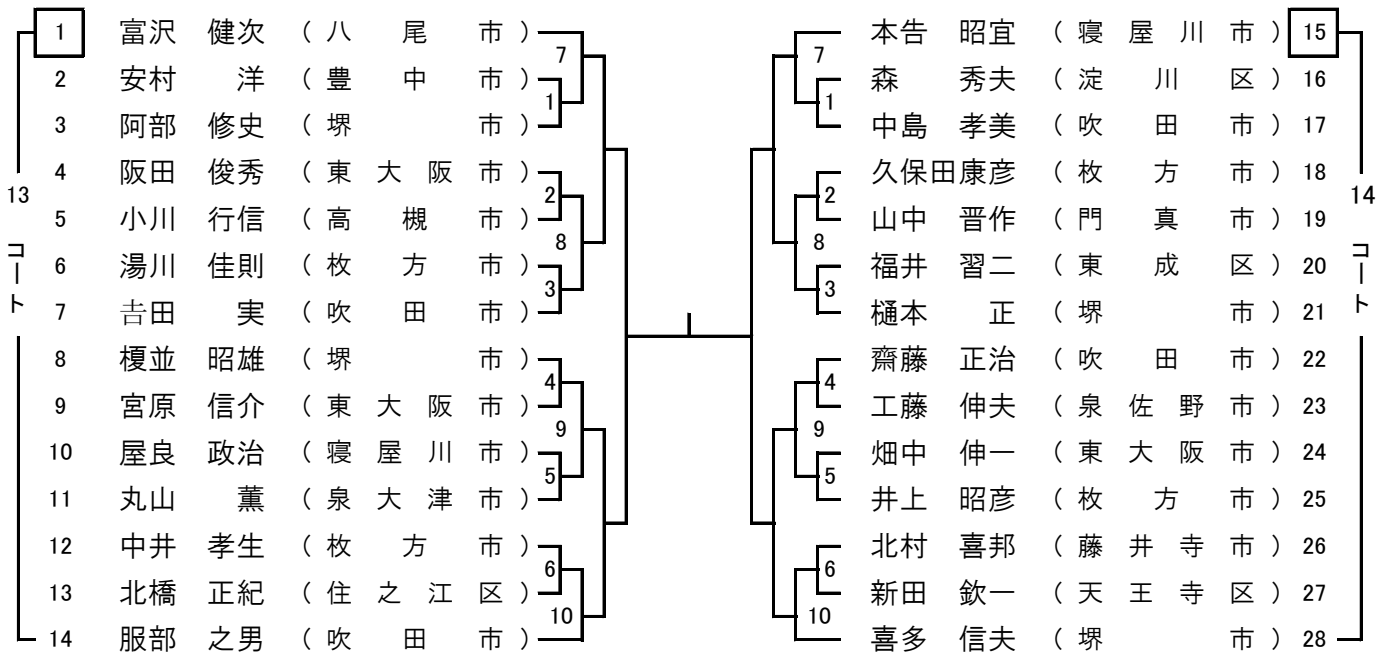 1 富沢 健次 （八尾市） 本告 昭宜 （寝屋川市） 15
7 7
2 安村 洋 （豊中市） 森 秀夫 （淀川区） 16
1 1
3 阿部 修史 （堺市） 中島 孝美 （吹田市） 17
4 阪田 俊秀 （東大阪市） 久保田康彦 （枚方市） 18
13 2 2 14
5 小川 行信 （高槻市） 山中 晋作 （門真市） 19
コート 8 8 コート
6 湯川 佳則 （枚方市） 福井 習二 （東成区） 20
3 3
7 𠮷田 実 （吹田市） 樋本 正 （堺市） 21
8 榎並 昭雄 （堺市） 齋藤 正治 （吹田市） 22
4 4
9 宮原 信介 （東大阪市） 工藤 伸夫 （泉佐野市） 23
9 9
10 屋良 政治 （寝屋川市） 畑中 伸一 （東大阪市） 24
5 5
11 丸山 薫 （泉大津市） 井上 昭彦 （枚方市） 25
12 中井 孝生 （枚方市） 北村 喜邦 （藤井寺市） 26
6 6
13 北橋 正紀 （住之江区） 新田 欽一 （天王寺区） 27
10 10
14 服部 之男 （吹田市） 喜多 信夫 （堺市） 28